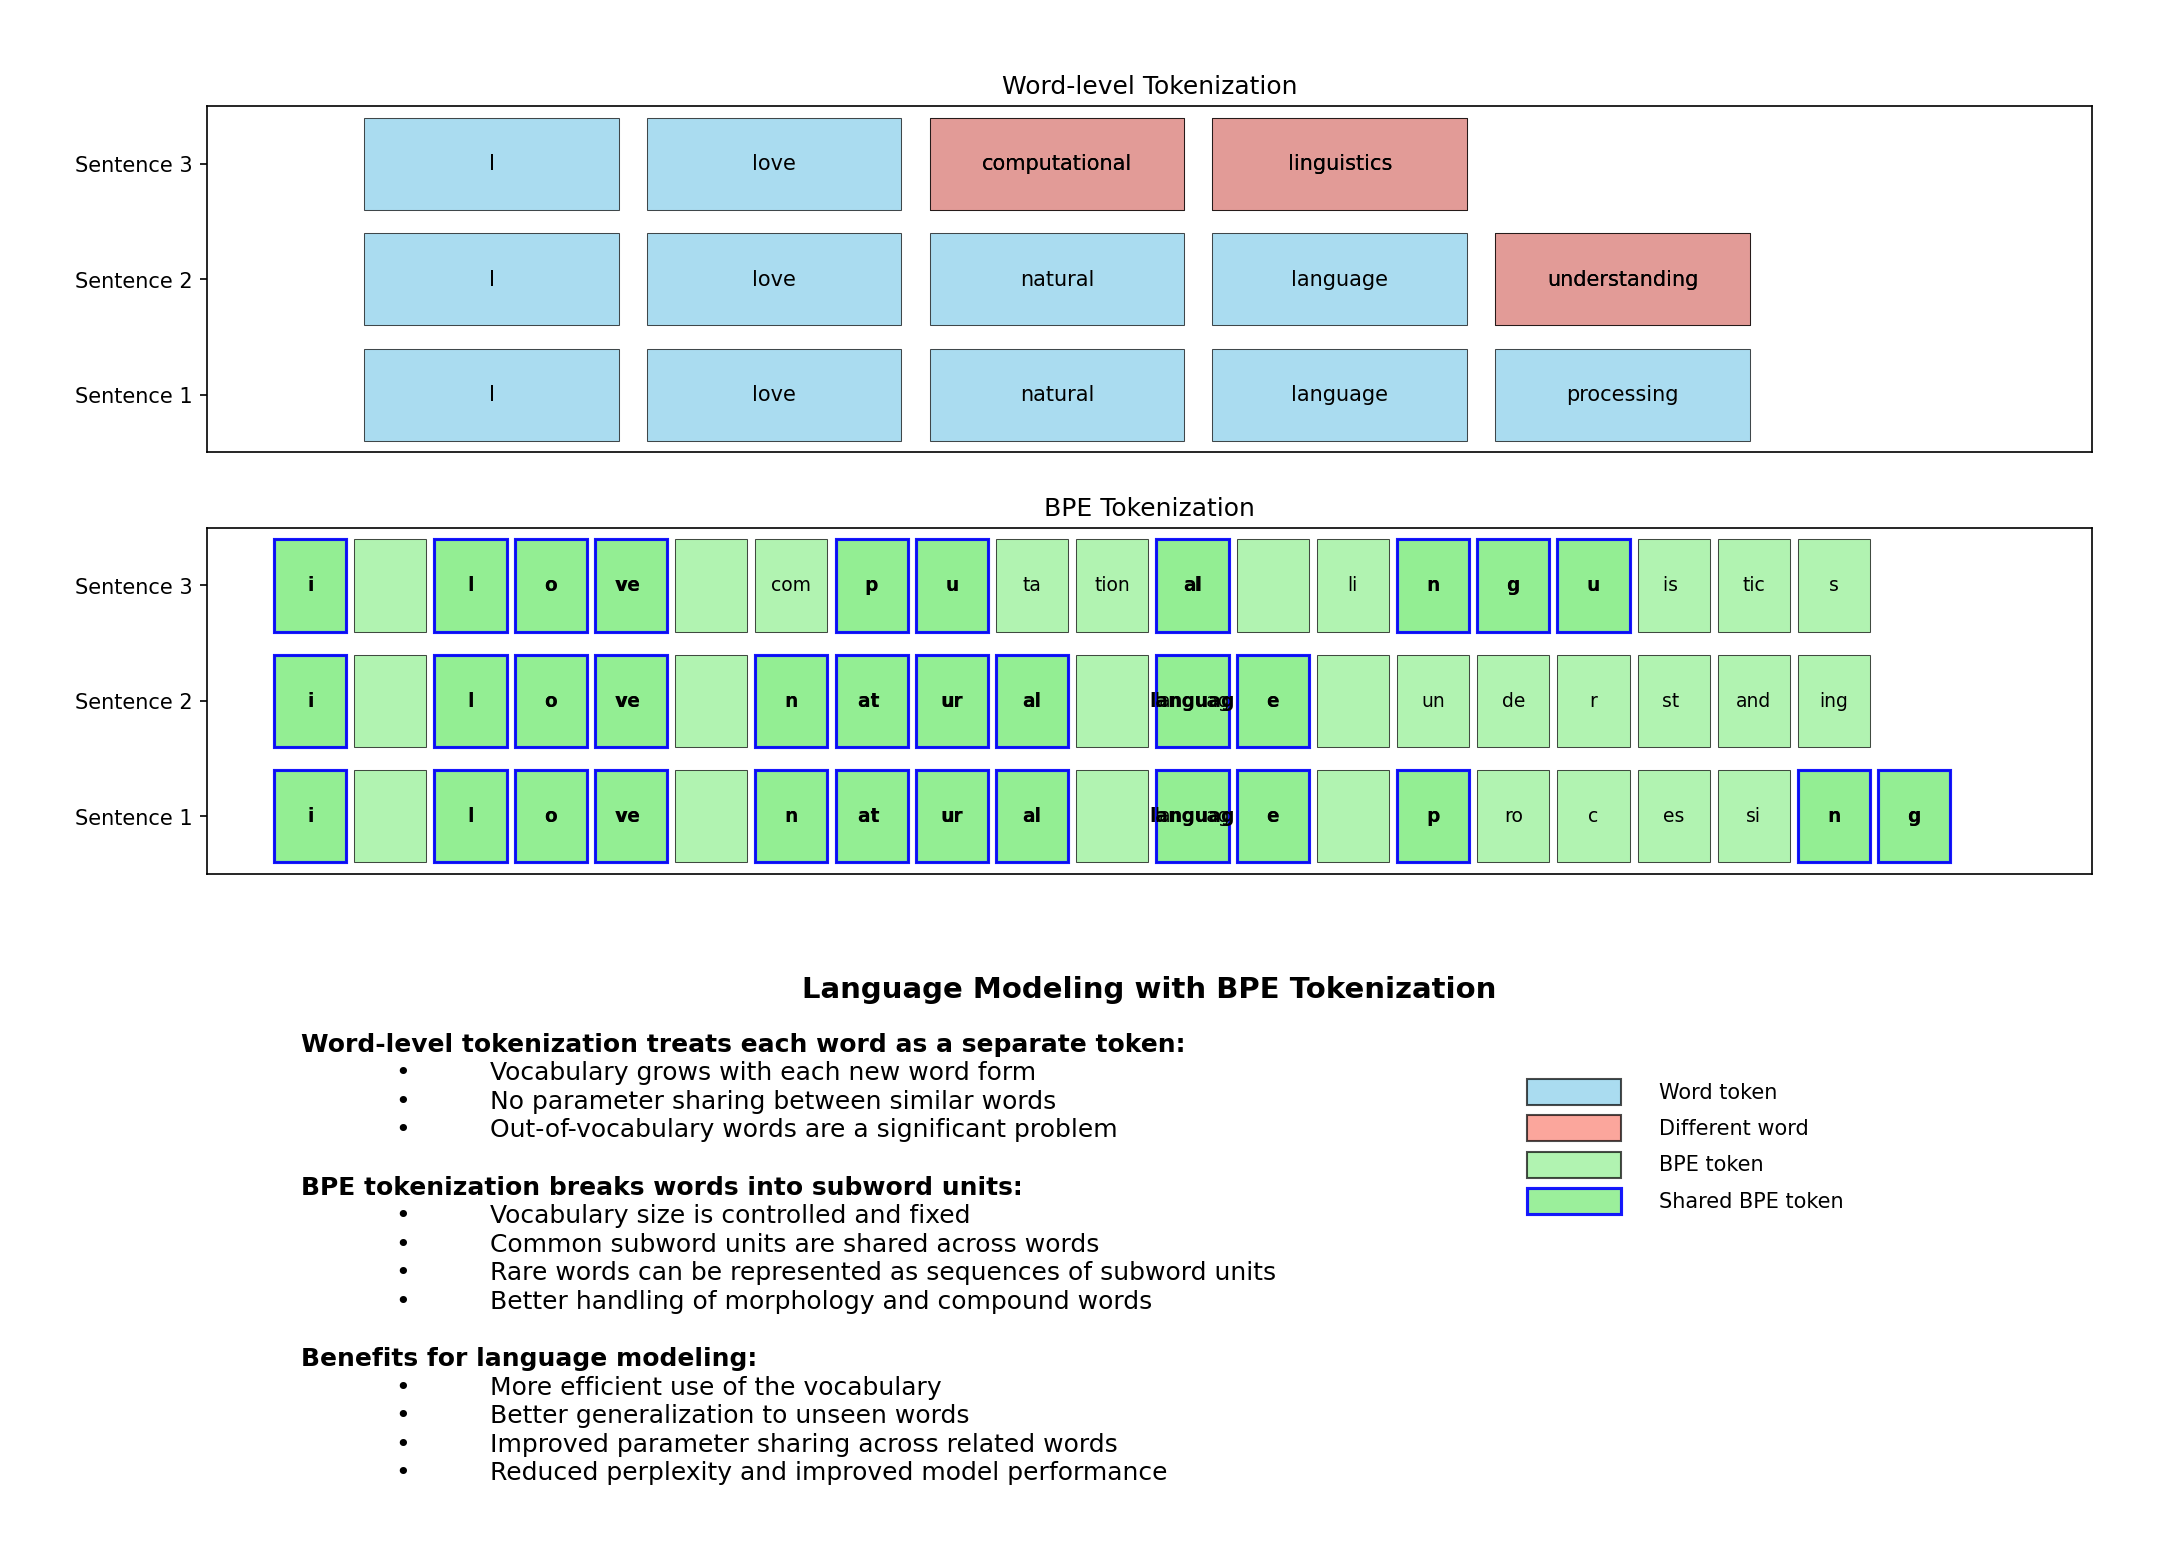 Word-level Tokenization
Sentence 3 I love computational linguistics
Sentence 2 I love natural language understanding
Sentence 1 I love natural language processing
BPE Tokenization
Sentence 3 i l o ve com p u ta tion al li n g u is tic s
Sentence 2 i l o ve n at ur al languag e un de r st and ing
Sentence 1 i l o ve n at ur al languag e p ro c es si n g
Language Modeling with BPE Tokenization
Word-level tokenization treats each word as a separate token:
• Vocabulary grows with each new word form
• No parameter sharing between similar words
• Out-of-vocabulary words are a significant problem
BPE tokenization breaks words into subword units:
• Vocabulary size is controlled and fixed
• Common subword units are shared across words
• Rare words can be represented as sequences of subword units
• Better handling of morphology and compound words
Benefits for language modeling:
• More efficient use of the vocabulary
• Better generalization to unseen words
• Improved parameter sharing across related words
• Reduced perplexity and improved model performance
Word token
Different word
BPE token
Shared BPE token